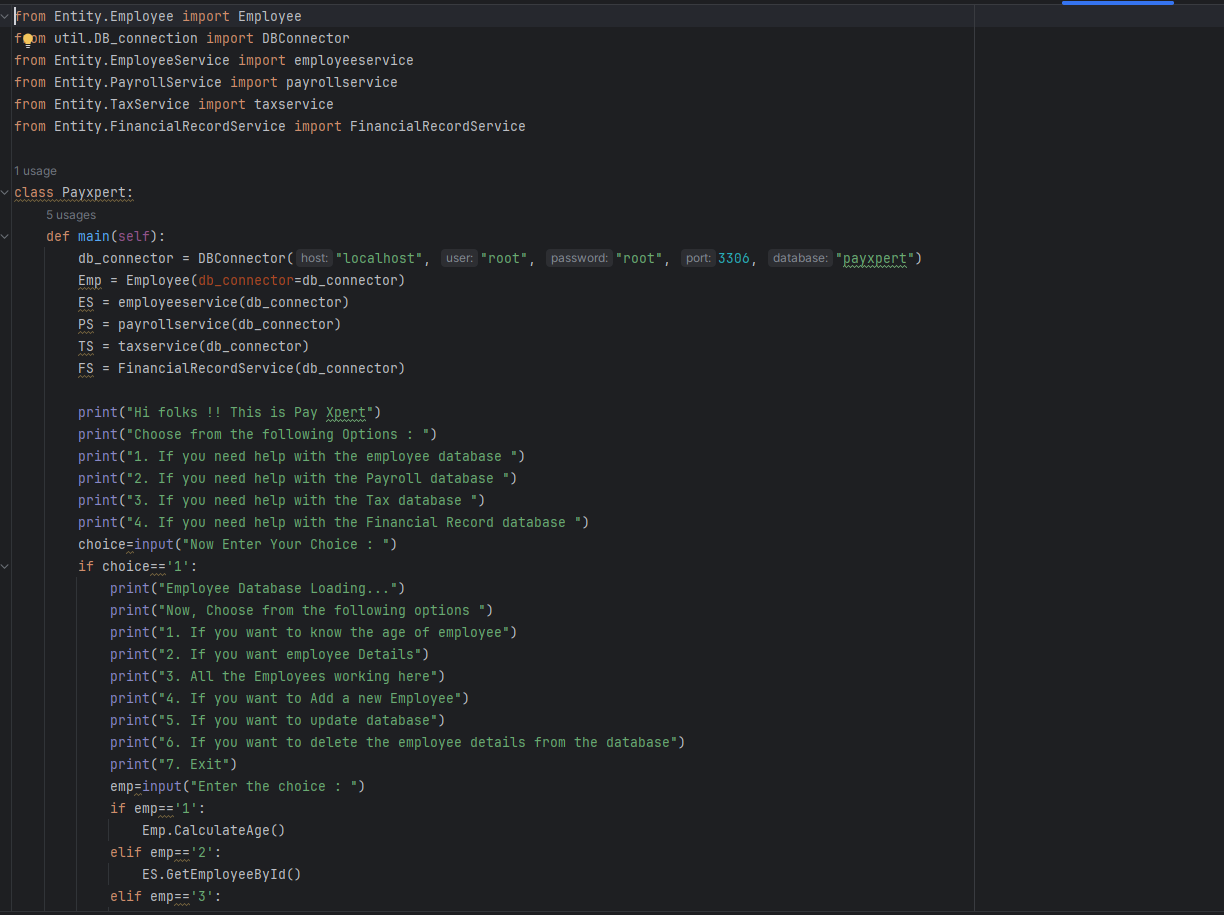 from Entity.Employee import Employee
from util.DB_connection import DBConnector
from Entity.EmployeeService import employeeservice
from Entity.PayrollService import payrollservice
from Entity.TaxService import taxservice
from Entity.FinancialRecordService import FinancialRecordService
1 usage
class Payxpert:
5 usages
def main(self):
db_connector = DBConnector( host: "localhost", user: "root", password: "root", port: 3306, database: "payxpert")
Emp = Employee(db_connector=db_connector)
ES = employeeservice(db_connector)
PS = payrollservice(db_connector)
TS = taxservice(db_connector)
FS = FinancialRecordService(db_connector)
print("Hi folks !! This is Pay Xpert")
print("Choose from the following Options : ")
print("1. If you need help with the employee database ")
print("2. If you need help with the Payroll database ")
print("3. If you need help with the Tax database ")
print("4. If you need help with the Financial Record database ")
choice=input("Now Enter Your Choice : ")
if choice=='1':
print("Employee Database Loading...")
print("Now, Choose from the following options ")
print("1. If you want to know the age of employee")
print("2. If you want employee Details")
print("3. All the Employees working here")
print("4. If you want to Add a new Employee")
print("5. If you want to update database")
print("6. If you want to delete the employee details from the database")
print("7. Exit")
emp=input("Enter the choice : ")
if emp=='1':
Emp.CalculateAge()
elif emp=='2':
ES.GetEmployeeById()
elif emp=='3':